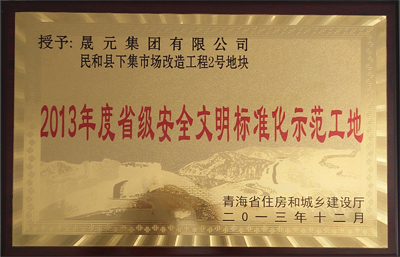 授予:晟元集团有限公司
民和县下集市场改造工程2号地块
2013年度省级安全文明标准化示范工地
青海省住房和城乡建设厅
二〇一三年十二月